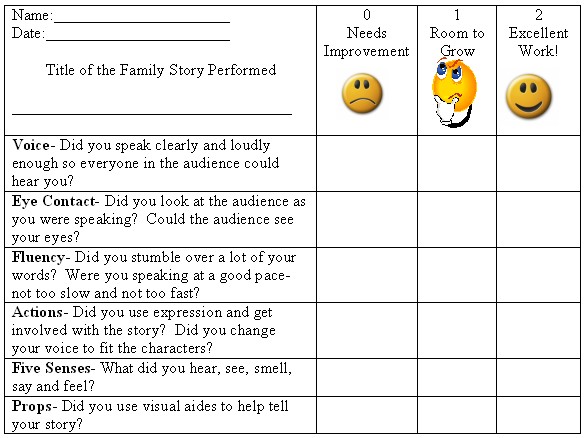 Name:______________________
Date:_______________________
Title of the Family Story Performed
___________________________________
0
Needs
Improvement
1
Room to
Grow
2
Excellent
Work!
Voice- Did you speak clearly and loudly
enough so everyone in the audience could
hear you?
Eye Contact- Did you look at the audience as
you were speaking?  Could the audience see
your eyes?
Fluency- Did you stumble over a lot of your
words?  Were you speaking at a good pace-
not too slow and not too fast?
Actions- Did you use expression and get
involved with the story?  Did you change
your voice to fit the characters?
Five Senses- What did you hear, see, smell,
say and feel?
Props- Did you use visual aides to help tell
your story?